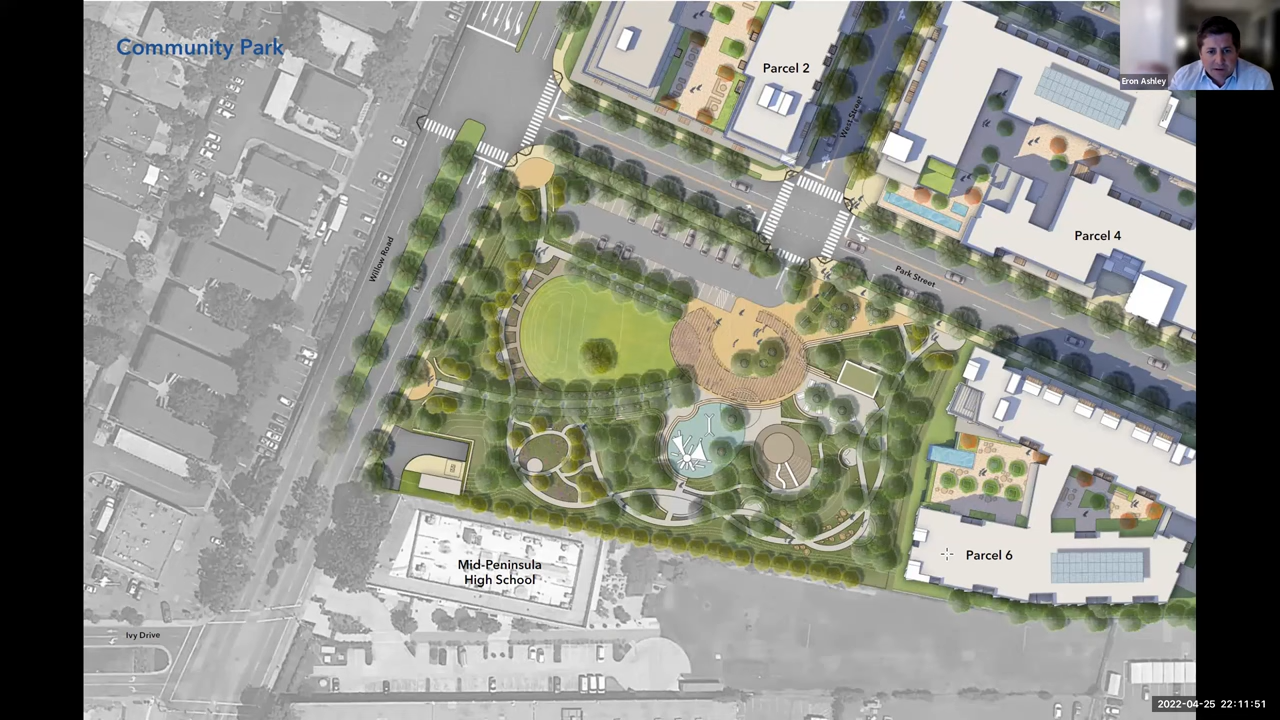 Community Park
Eron Ashley
Parcel 2
West Street
Parcel 4
Willow Road
Park Street
Parcel 6
Mid-Peninsula
High School
Ivy Drive
2022-04-25 22:11:51